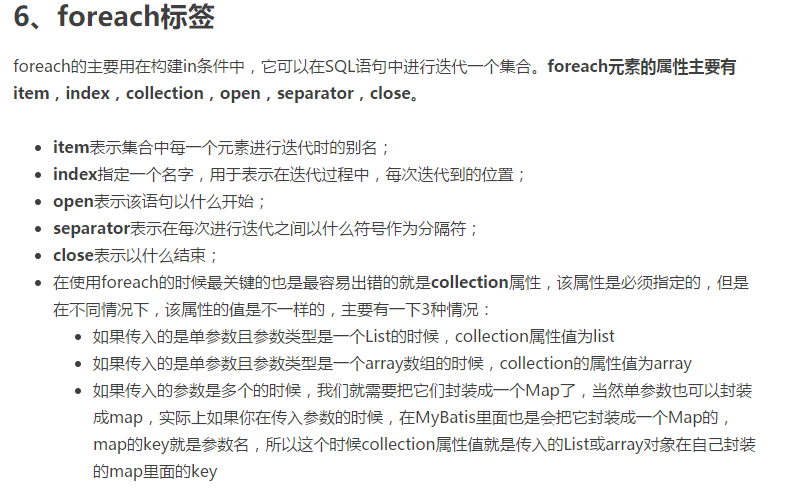 6、foreach标签
foreach的主要用在构建in条件中，它可以在SQL语句中进行迭代一个集合。foreach元素的属性主要有
item，index，collection，open，separator，close。
item表示集合中每一个元素进行迭代时的别名；
index指定一个名字，用于表示在迭代过程中，每次迭代到的位置；
open表示该语句以什么开始；
separator表示在每次进行迭代之间以什么符号作为分隔符；
close表示以什么结束；
在使用foreach的时候最关键的也是最容易出错的就是collection属性，该属性是必须指定的，但是
在不同情况下，该属性的值是不一样的，主要有一下3种情况：
如果传入的是单参数且参数类型是一个List的时候，collection属性值为list
如果传入的是单参数且参数类型是一个array数组的时候，collection的属性值为array
如果传入的参数是多个的时候，我们就需要把它们封装成一个Map了，当然单参数也可以封装
成map，实际上如果你在传入参数的时候，在MyBatis里面也是会把它封装成一个Map的，
map的key就是参数名，所以这个时候collection属性值就是传入的List或array对象在自己封装
的map里面的key